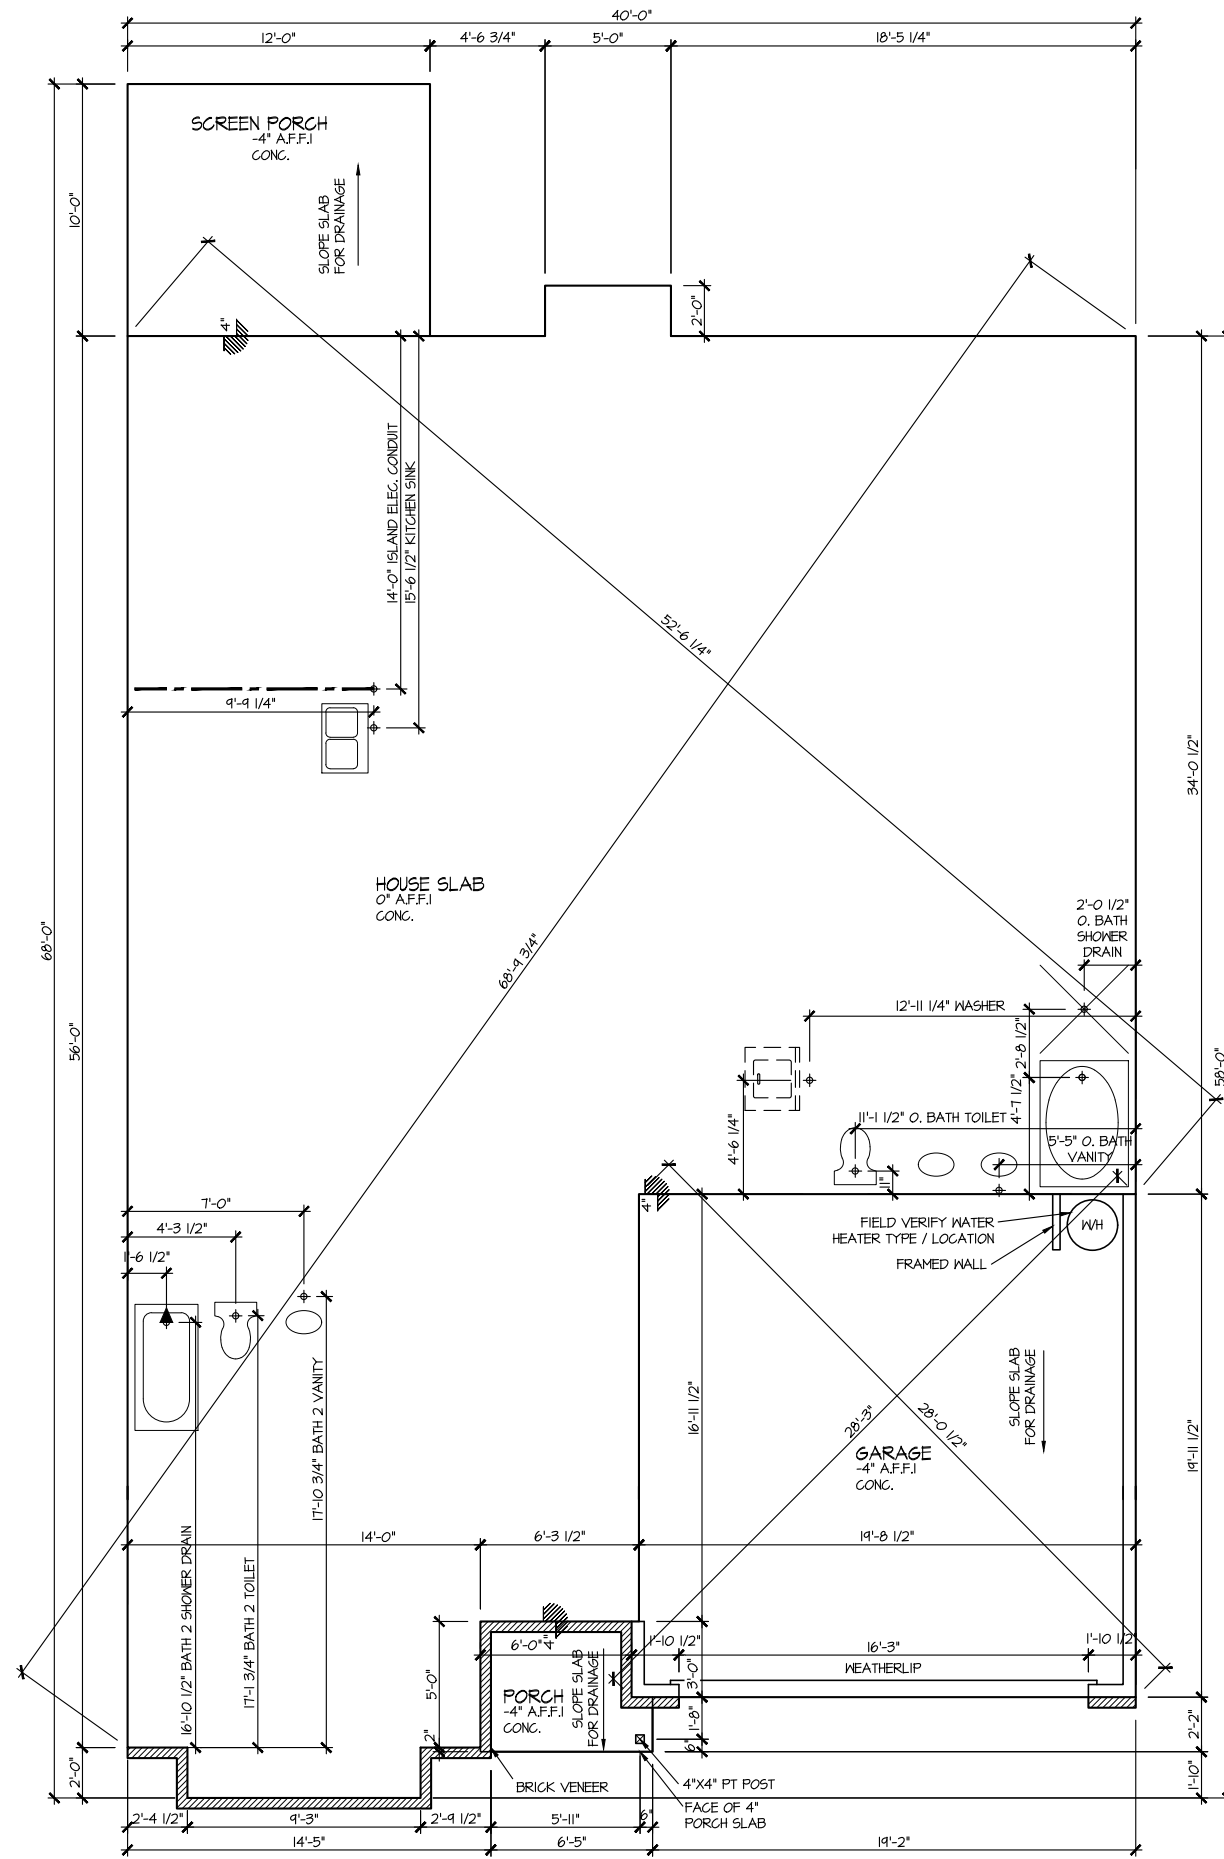 40'-0"
12'-0"
4'-6 3/4"
5'-0"
18'-5 1/4"
SCREEN PORCH
-4" A.F.F.1
CONC.
SLOPE SLAB
FOR DRAINAGE
10'-0"
4"
2'-0"
14'-0" ISLAND ELEC. CONDUIT
15'-6 1/2" KITCHEN SINK
52'-6 1/4"
9'-9 1/4"
34'-0 1/2"
HOUSE SLAB
0" A.F.F.1
CONC.
68'-0"
68'-9 3/4"
2'-0 1/2"
O. BATH
SHOWER
DRAIN
12'-11 1/4" WASHER
56'-0"
2'-8 1/2"
58'-0"
4'-7 1/2"
11'-1 1/2" O. BATH TOILET
4'-6 1/4"
5'-5" O. BATH
VANITY
11"
4"
7'-0"
4'-3 1/2"
1'-6 1/2"
FIELD VERIFY WATER
HEATER TYPE / LOCATION
W/H
FRAMED WALL
17'-10 3/4" BATH 2 VANITY
16'-11 1/2"
SLOPE SLAB
FOR DRAINAGE
28'-3"
28'-0 1/2"
GARAGE
-4" A.F.F.1
CONC.
19'-11 1/2"
14'-0"
6'-3 1/2"
19'-8 1/2"
16'-10 1/2" BATH 2 SHOWER DRAIN
17'-1 3/4" BATH 2 TOILET
6'-0"
4"
1'-10 1/2"
16'-3"
1'-10 1/2"
WEATHERLIP
5'-0"
3'-0"
PORCH
-4" A.F.F.1
CONC.
SLOPE SLAB
FOR DRAINAGE
2"
1'-8"
6"
2'-2"
2'-0"
1'-10"
BRICK VENEER
4"X4" PT POST
FACE OF 4"
PORCH SLAB
2'-4 1/2"
9'-3"
2'-9 1/2"
5'-11"
6"
14'-5"
6'-5"
19'-2"